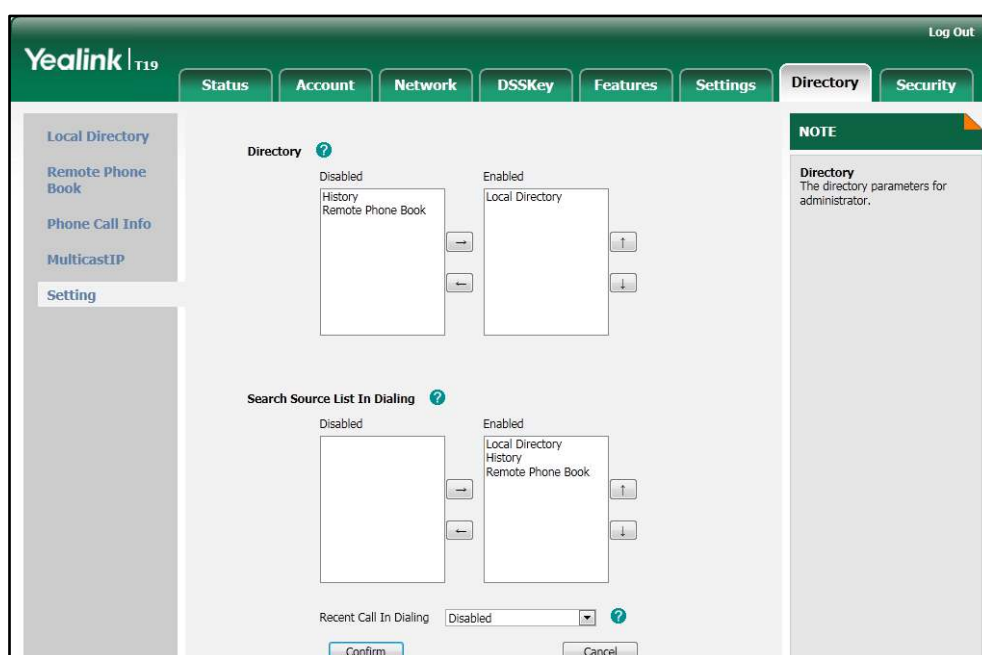 Log Out
Yealink T19
Status Account Network DSSKey Features Settings Directory Security
Local Directory
Remote Phone
Book
Phone Call Info
MulticastIP
Setting
Directory ?
Disabled
History
Remote Phone Book
→
←
Enabled
Local Directory
↑
↓
Search Source List In Dialing ?
Disabled
→
←
Enabled
Local Directory
History
Remote Phone Book
↑
↓
Recent Call In Dialing Disabled ?
Confirm Cancel
NOTE
Directory
The directory parameters for
administrator.